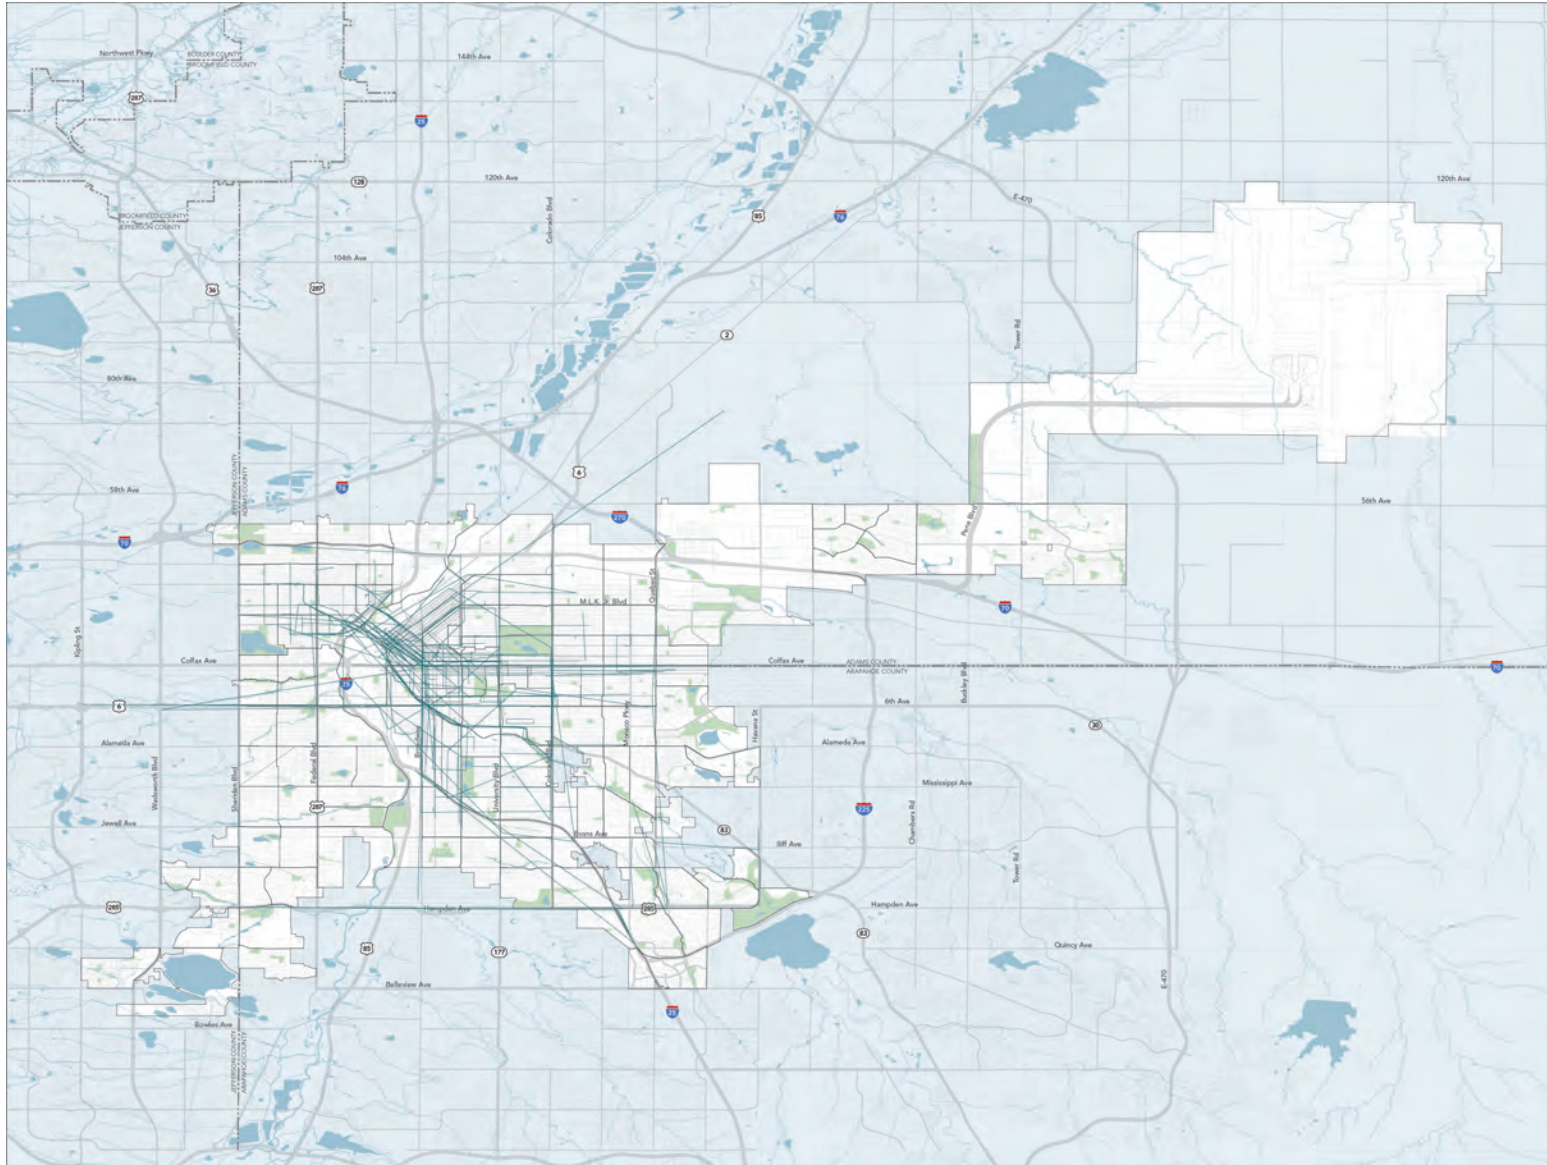 Northwest Pkwy
BOULDER COUNTY
BROOMFIELD COUNTY
144th Ave
287
25
120th Ave
128
120th Ave
E-470
BROOMFIELD COUNTY
JEFFERSON COUNTY
Colorado Blvd
85
76
104th Ave
36
287
2
Tower Rd
80th Ave
6
58th Ave
76
JEFFERSON COUNTY
ADAMS COUNTY
56th Ave
270
Pena Blvd
70
Quebec St
M.L.K. Jr. Blvd
70
Kipling St
Colfax Ave
Colfax Ave
ADAMS COUNTY
ARAPAHOE COUNTY
70
25
Buckley Blvd
6
6th Ave
Monaco Pkwy
Havana St
30
Alameda Ave
Federal Blvd
Broadway
Colorado Blvd
Alameda Ave
Wadsworth Blvd
Sheridan Blvd
University Blvd
Mississippi Ave
287
225
Jewell Ave
Evans Ave
83
Iliff Ave
Chambers Rd
Tower Rd
285
Hampden Ave
285
Hampden Ave
85
177
83
Quincy Ave
Belleview Ave
E-470
25
Bowles Ave
JEFFERSON COUNTY
ARAPAHOE COUNTY